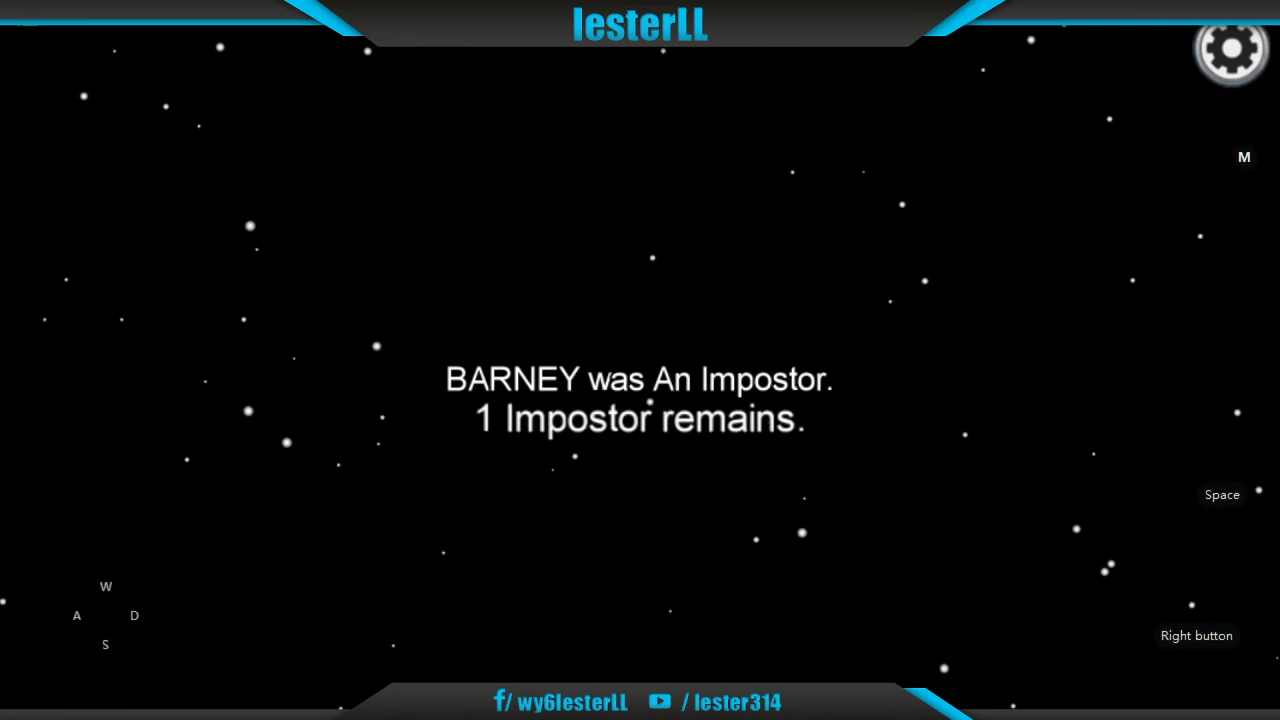 lesterLL
M
BARNEY was An Impostor.
1 Impostor remains.
Space
W
A D
S
Right button
f/ wy6lesterLL / lester314